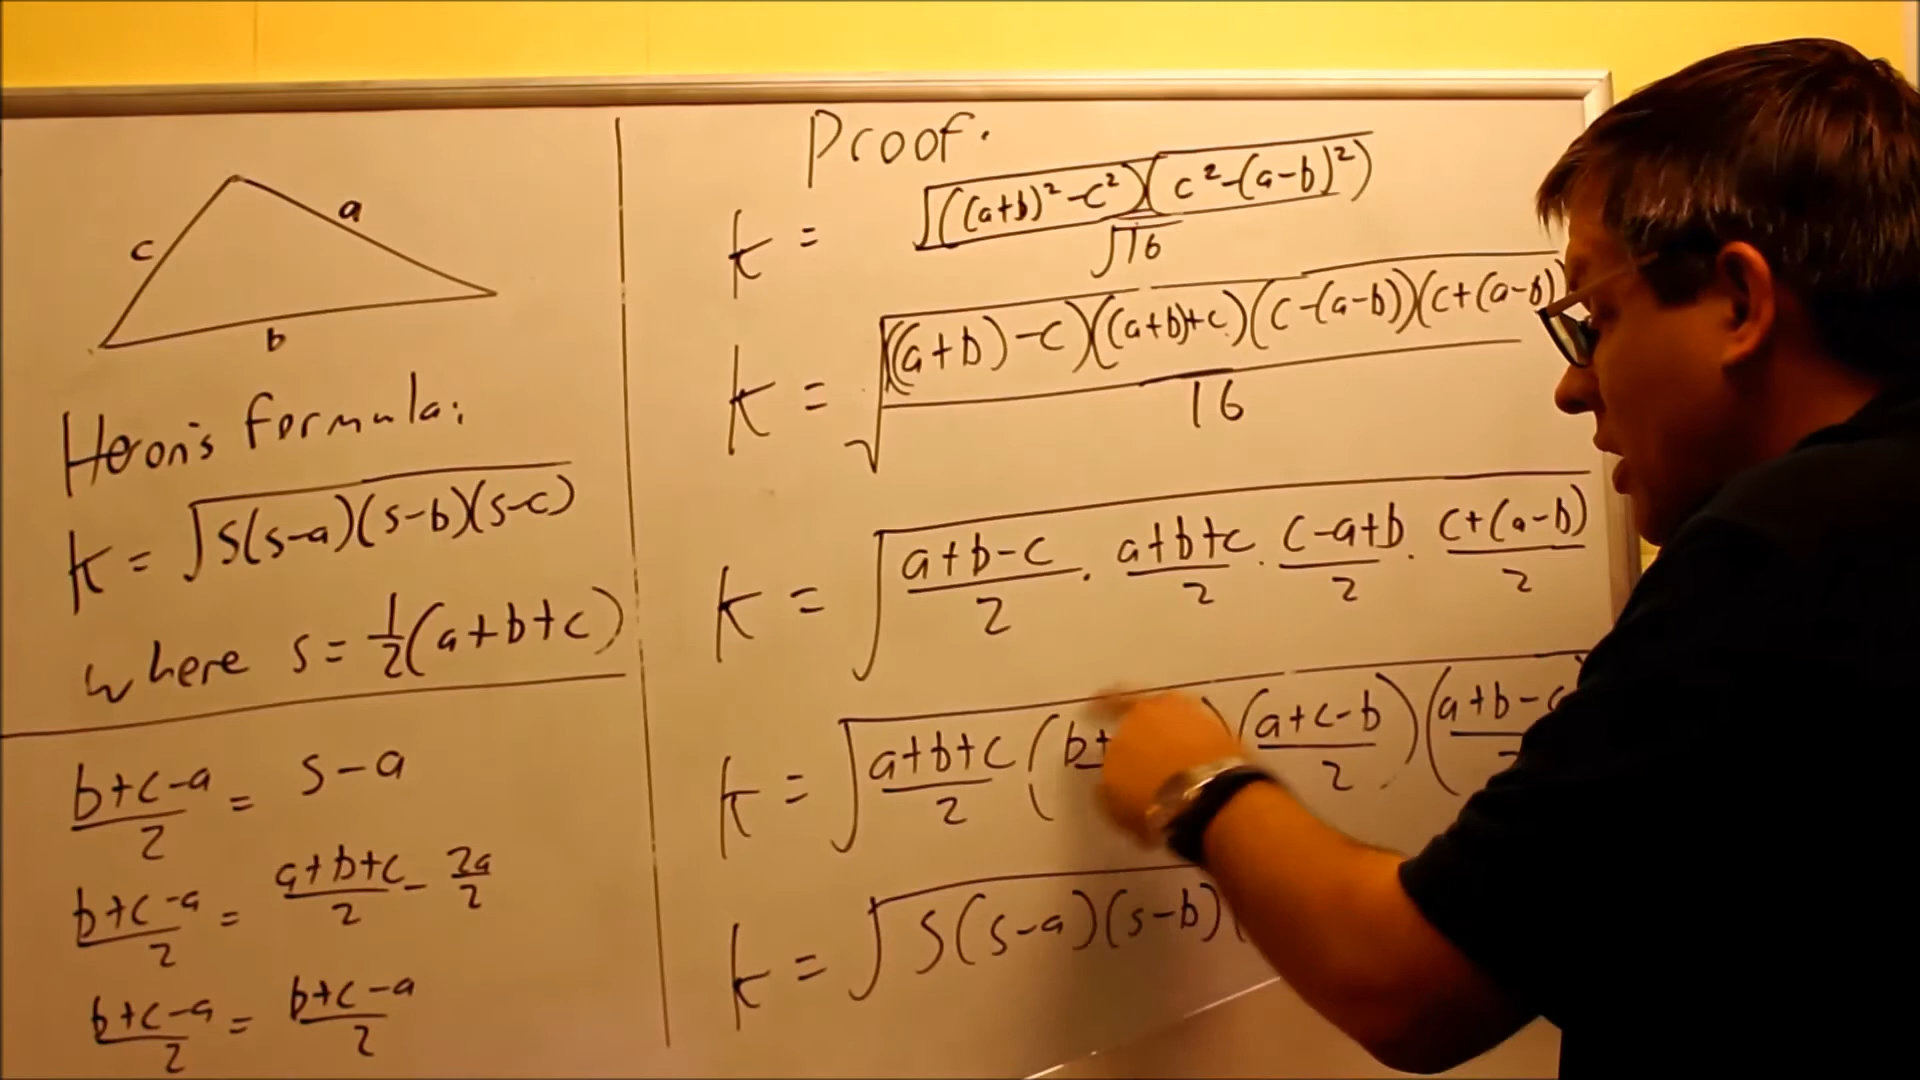 c
a
b
Heron's formula:
K = √S(s-a)(s-b)(s-c)
where s = 1/2(a+b+c)
b+c-a/2 = s-a
b+c-a/2 = a+b+c/2 - 2a/2
b+c-a/2 = b+c-a/2
Proof.
K = √((a+b)²-c²)(c²-(a-b)²)/√16
K = √((a+b)-c)((a+b)+c)(c-(a-b))(c+(a-b))/16
K = √a+b-c/2 · a+b+c/2 · c-a+b/2 · c+(a-b)/2
K = √a+b+c/2 (b+ )(a+c-b/2)(a+b-c/2
K = √S(s-a)(s-b)(